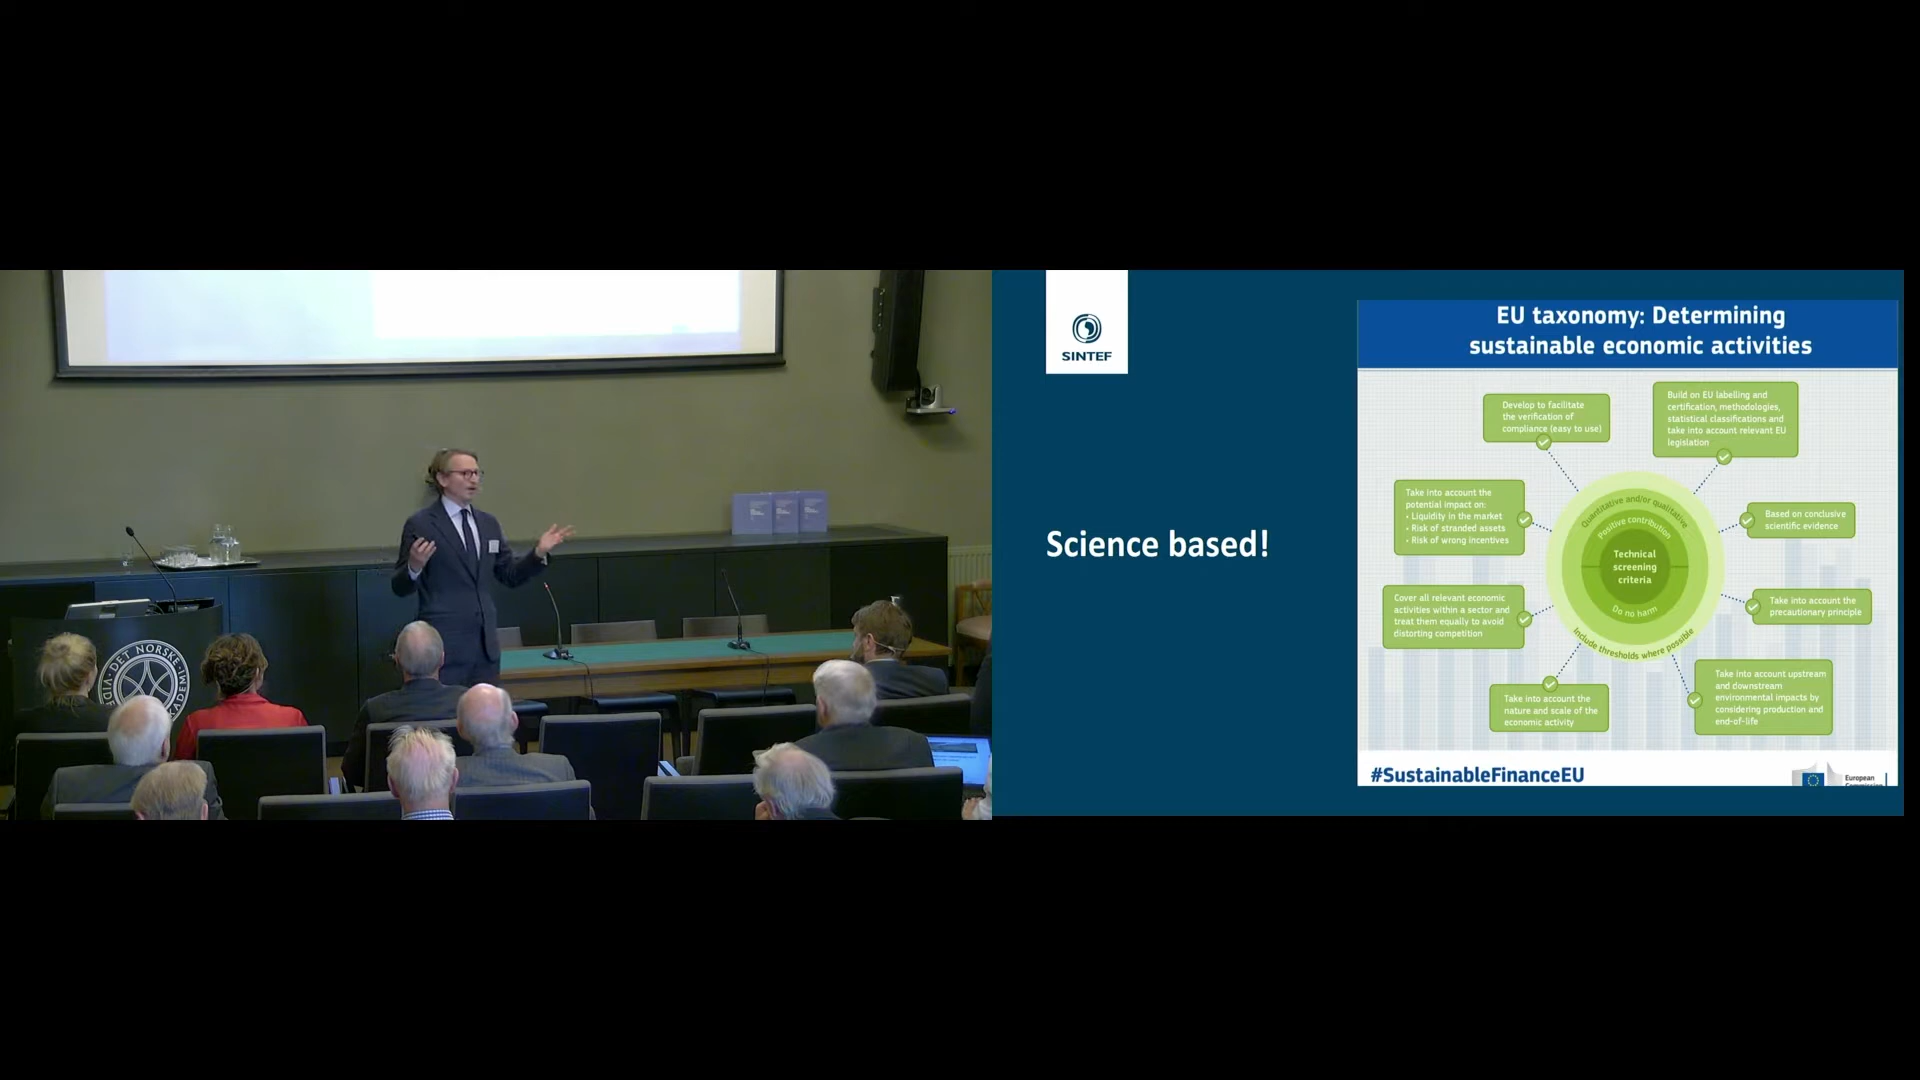 DET NORSKE
VIDE
AKADEMI
SINTEF
Science based!
EU taxonomy: Determining
sustainable economic activities
Develop to facilitate
the verification of
compliance (easy to use)
Build on EU labelling and
certification, methodologies,
statistical classifications and
take into account relevant EU
legislation
Take into account the
potential impact on:
• Liquidity in the market
• Risk of stranded assets
• Risk of wrong incentives
Based on conclusive
scientific evidence
Quantitative and/or qualitative
Positive contribution
Technical
screening
criteria
Do no harm
Include thresholds where possible
Cover all relevant economic
activities within a sector and
treat them equally to avoid
distorting competition
Take into account the
precautionary principle
Take into account the
nature and scale of the
economic activity
Take into account upstream
and downstream
environmental impacts by
considering production and
end-of-life
#SustainableFinanceEU
European
Commission